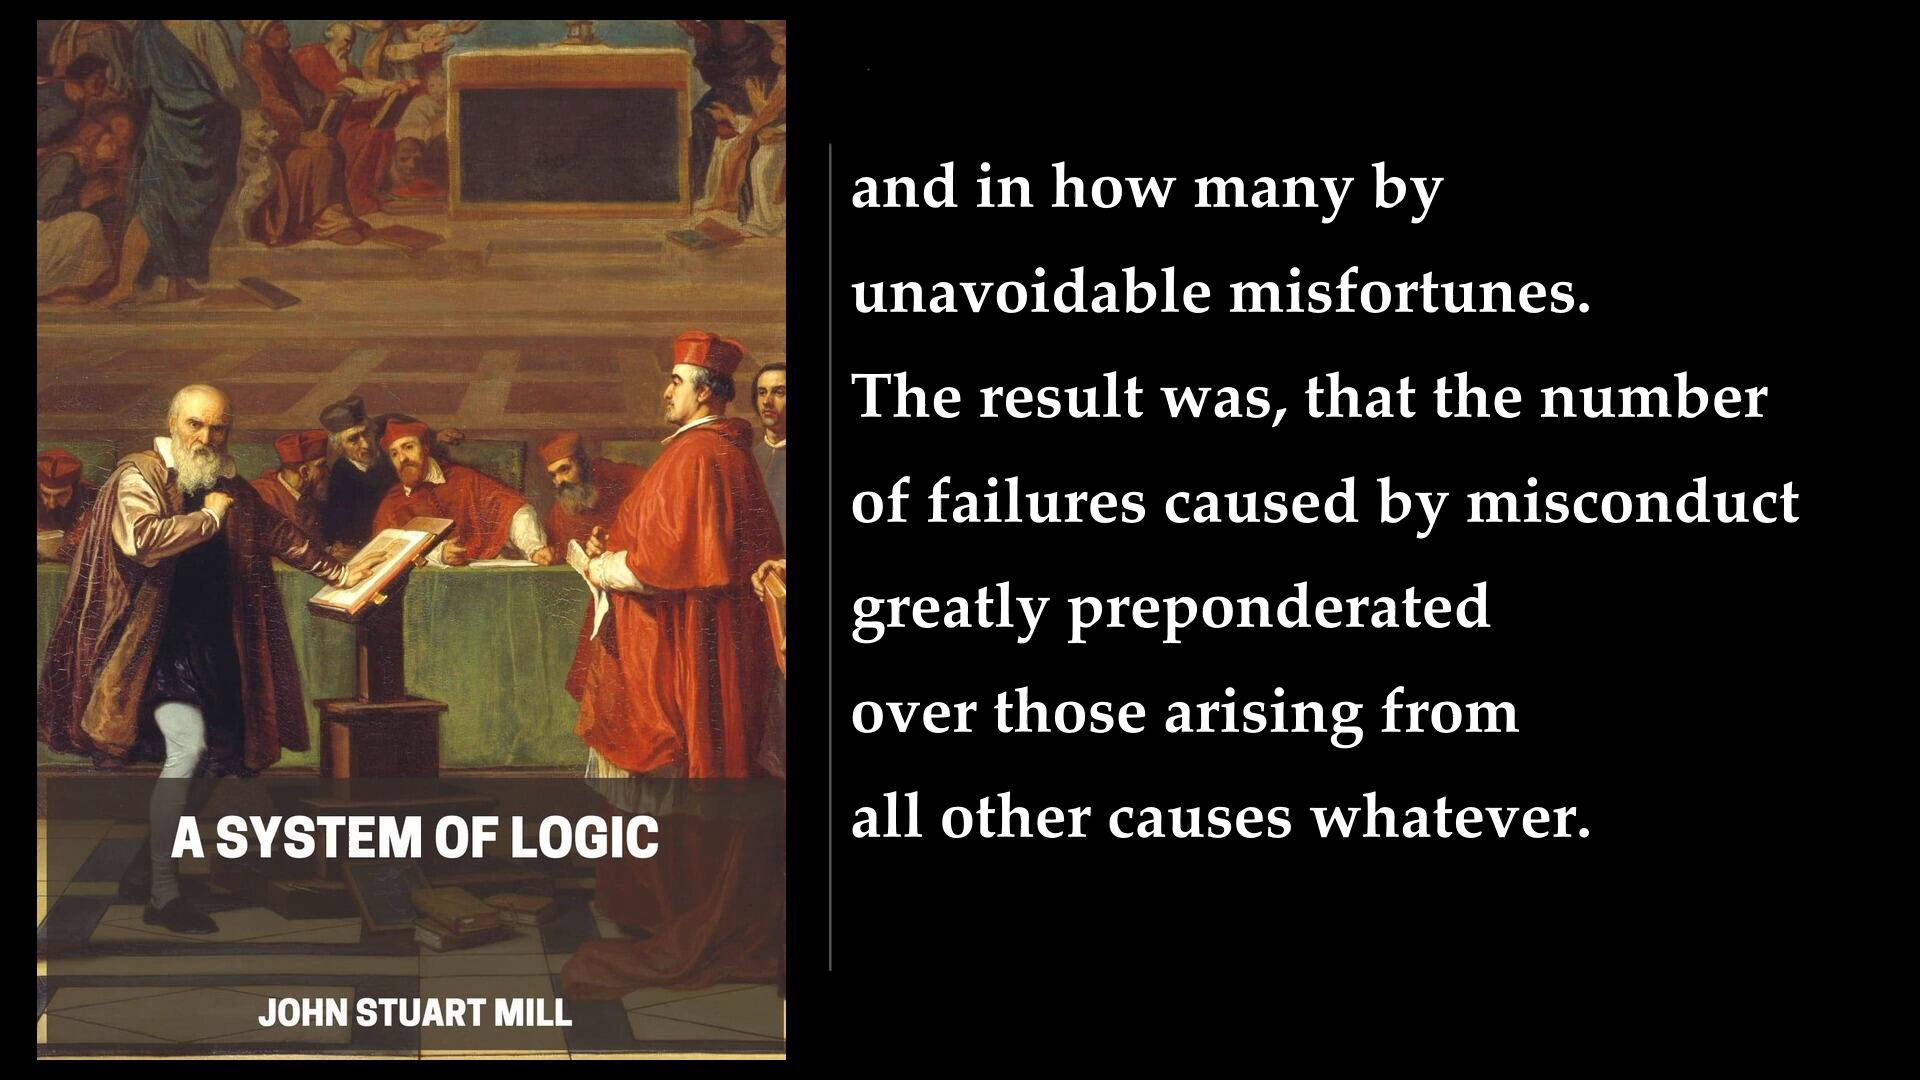 A SYSTEM OF LOGIC
JOHN STUART MILL
and in how many by
unavoidable misfortunes.
The result was, that the number
of failures caused by misconduct
greatly preponderated
over those arising from
all other causes whatever.